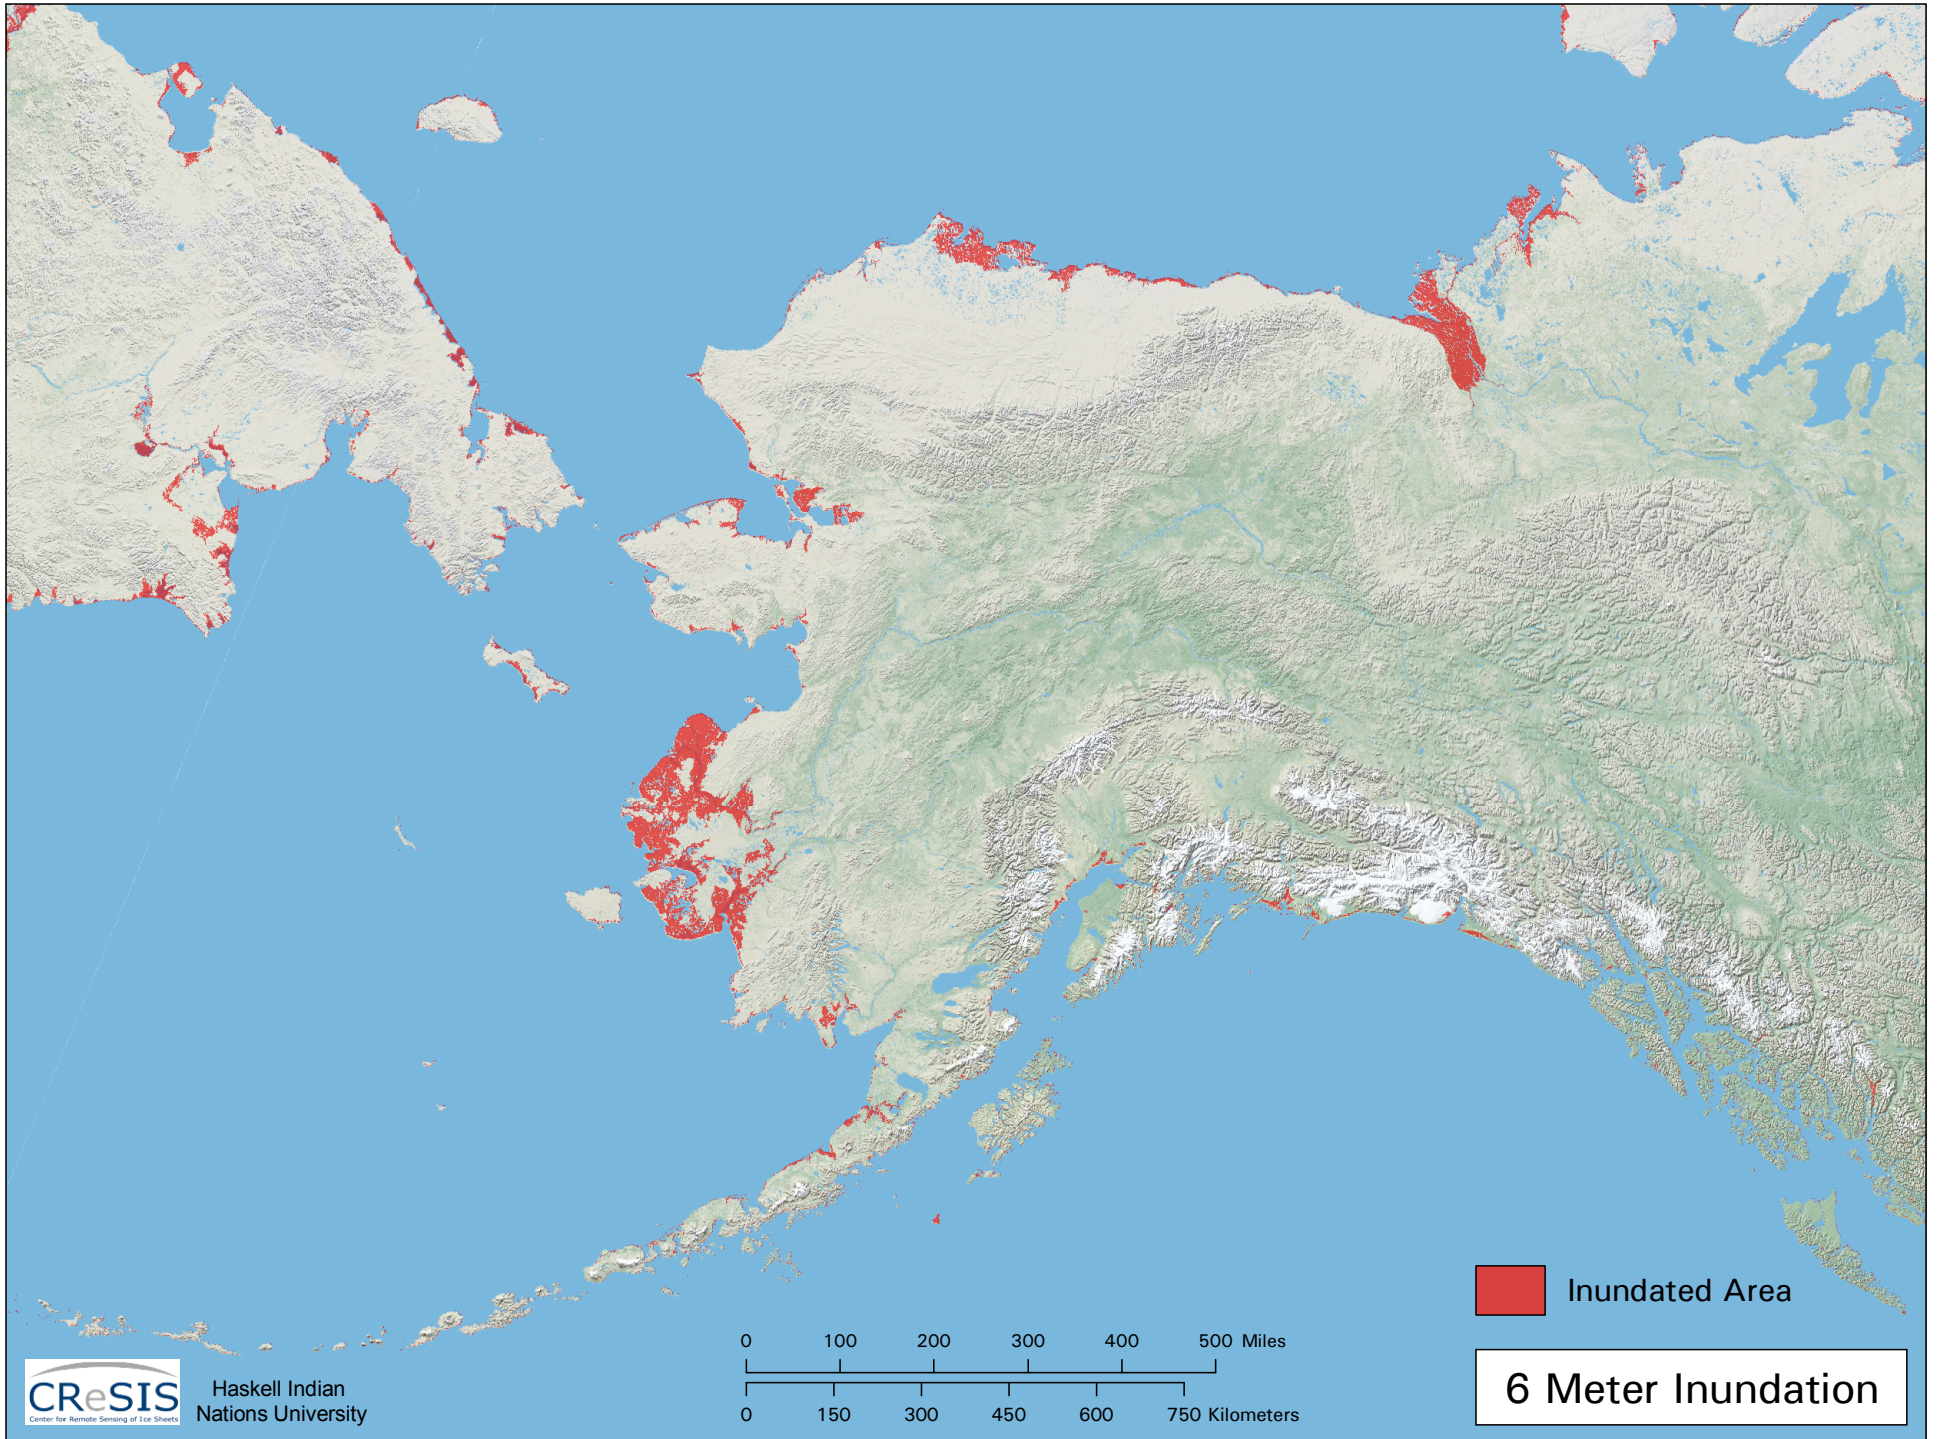 Inundated Area
0 100 200 300 400 500 Miles
0 150 300 450 600 750 Kilometers
6 Meter Inundation
CReSIS
Center for Remote Sensing of Ice Sheets
Haskell Indian
Nations University